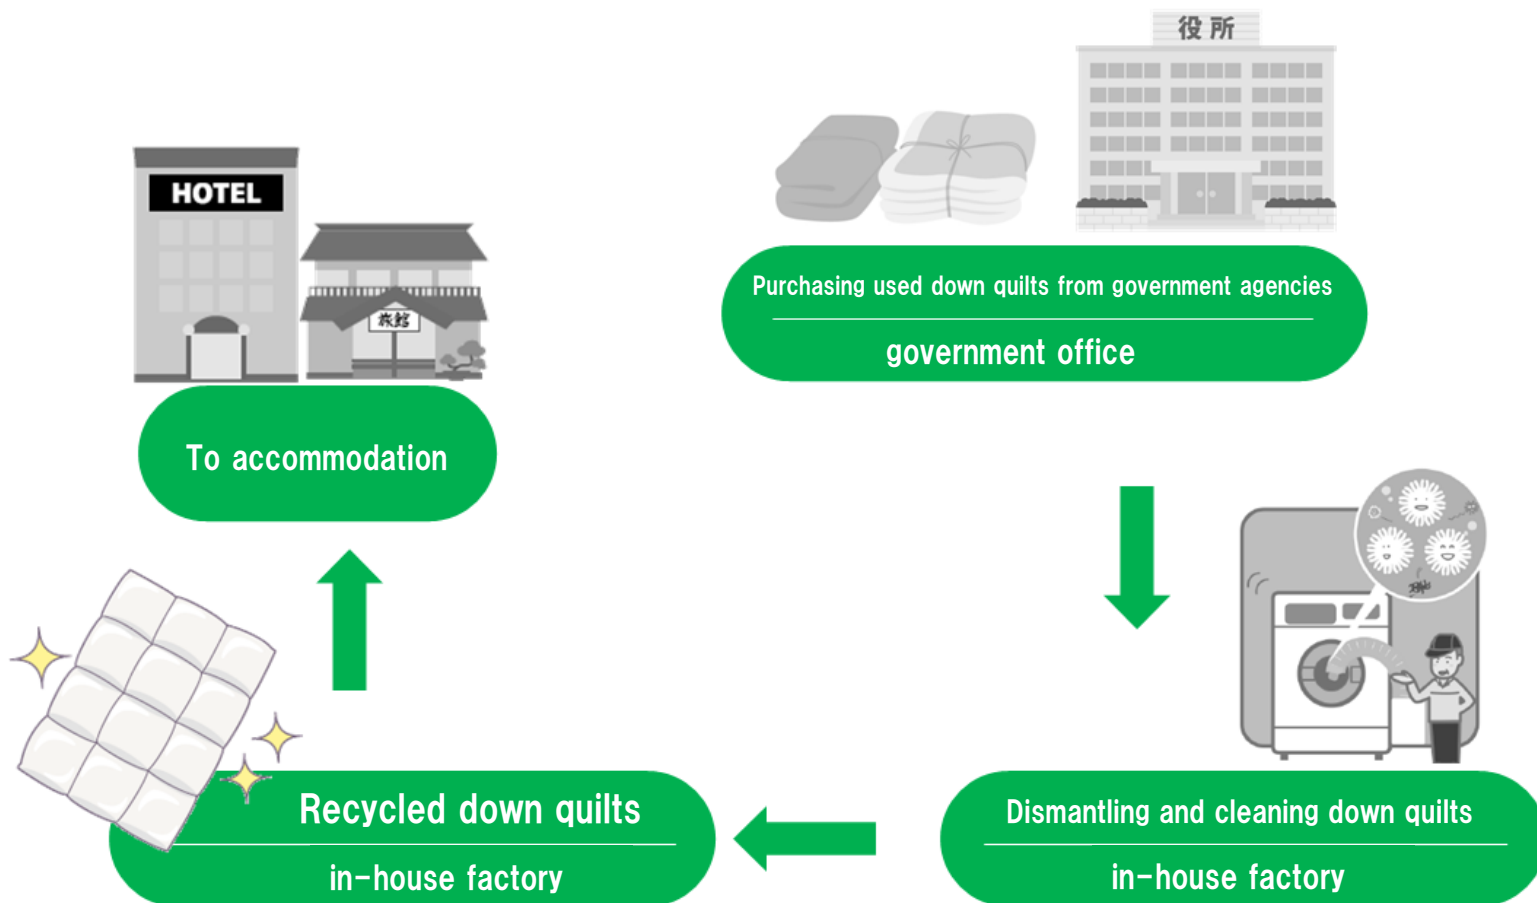 役所
HOTEL
旅館
Purchasing used down quilts from government agencies
government office
To accommodation
Recycled down quilts
in-house factory
Dismantling and cleaning down quilts
in-house factory